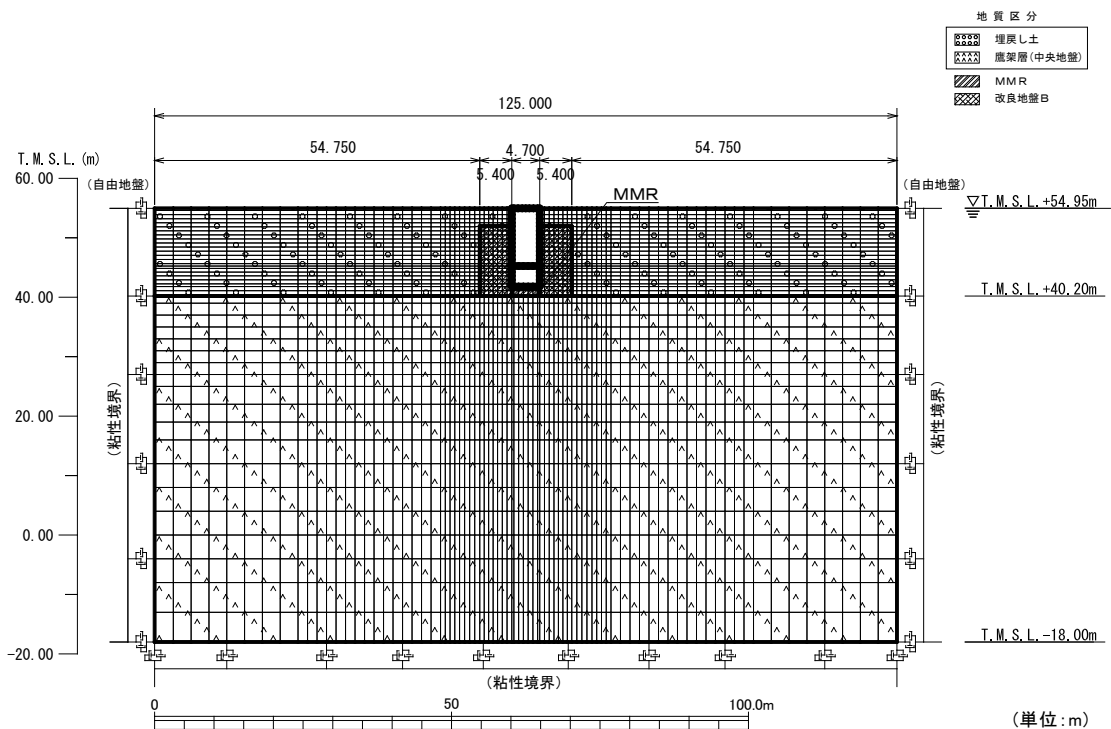 地質区分
埋戻し土
鷹架層(中央地盤)
MMR
改良地盤B
125.000
54.750
4.700
54.750
5.400
5.400
T.M.S.L.(m)
60.00
(自由地盤)
(自由地盤)
MMR
▽T.M.S.L.+54.95m
40.00
T.M.S.L.+40.20m
20.00
(粘性境界)
(粘性境界)
0.00
T.M.S.L.-18.00m
-20.00
(粘性境界)
0
50
100.0m
(単位:m)